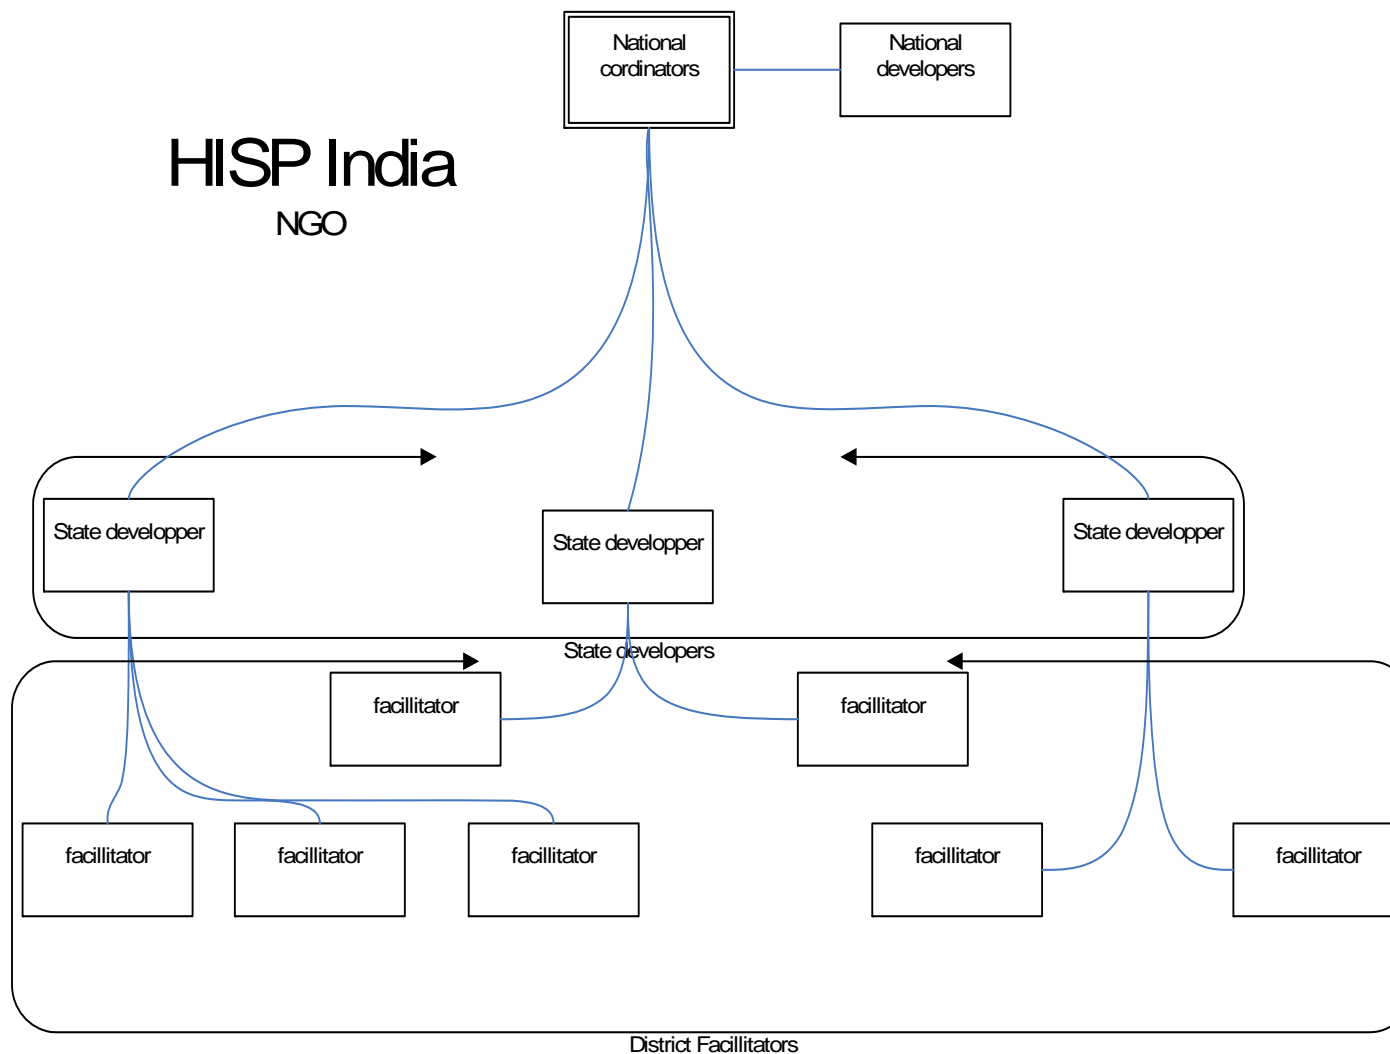 National
cordinators
National
developers
HISP India
NGO
State developper
State developper
State developper
State developers
facillitator
facillitator
facillitator
facillitator
facillitator
facillitator
facillitator
District Facillitators